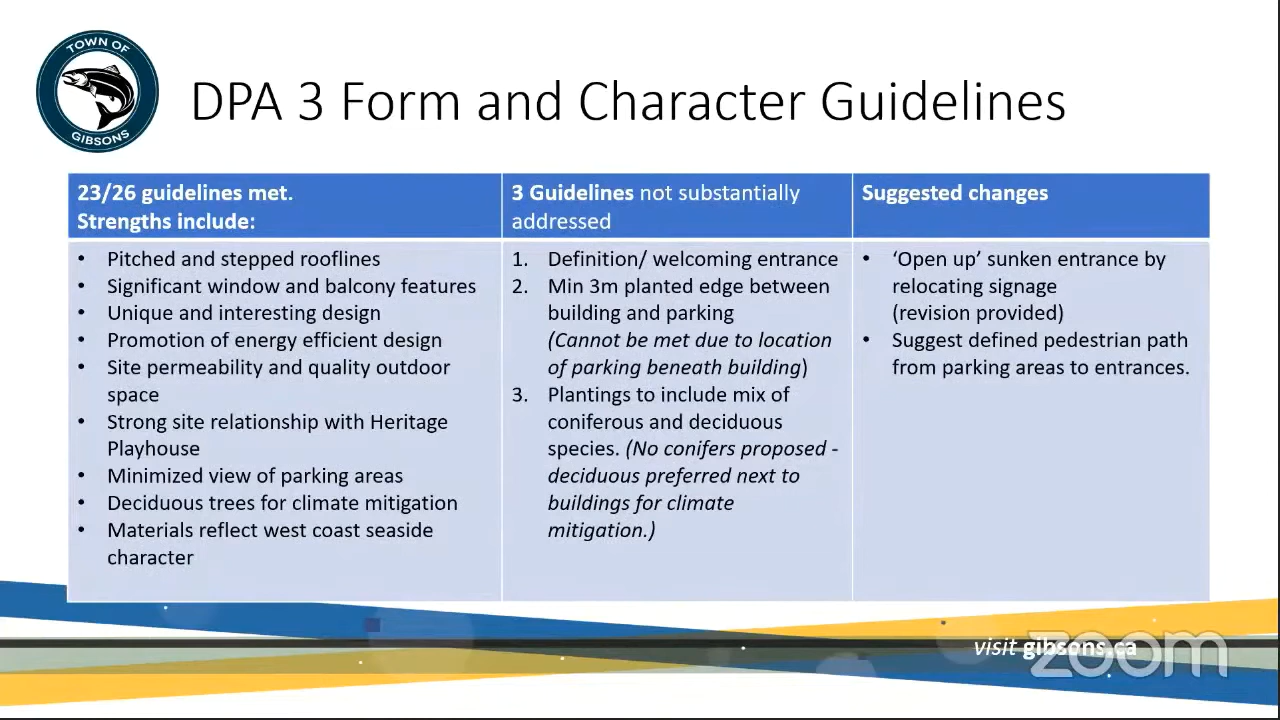 TOWN OF
GIBSONS
DPA 3 Form and Character Guidelines
23/26 guidelines met.
Strengths include:
• Pitched and stepped rooflines
• Significant window and balcony features
• Unique and interesting design
• Promotion of energy efficient design
• Site permeability and quality outdoor
space
• Strong site relationship with Heritage
Playhouse
• Minimized view of parking areas
• Deciduous trees for climate mitigation
• Materials reflect west coast seaside
character
3 Guidelines not substantially
addressed
1. Definition/ welcoming entrance
2. Min 3m planted edge between
building and parking
(Cannot be met due to location
of parking beneath building)
3. Plantings to include mix of
coniferous and deciduous
species. (No conifers proposed -
deciduous preferred next to
buildings for climate
mitigation.)
Suggested changes
• ‘Open up’ sunken entrance by
relocating signage
(revision provided)
• Suggest defined pedestrian path
from parking areas to entrances.
visit gibsons.ca
zoom